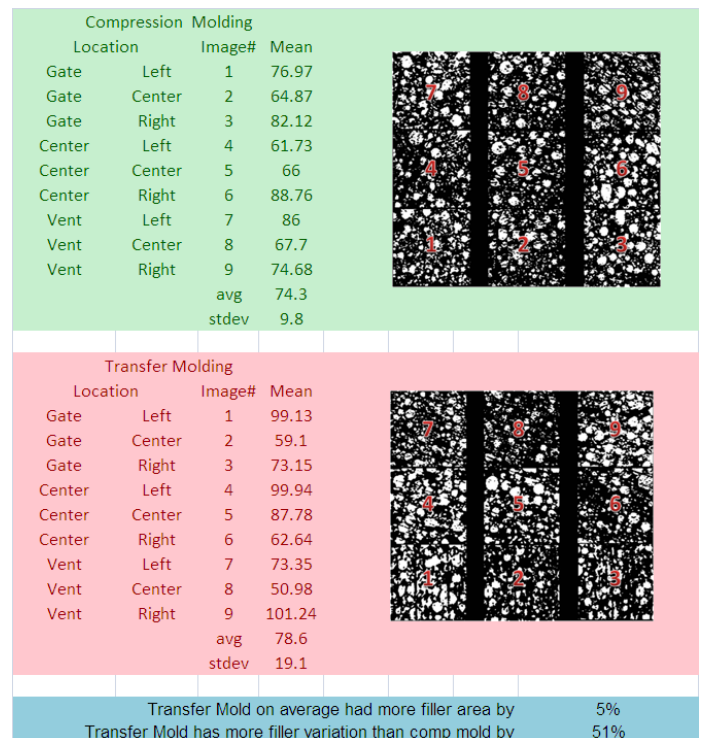 Compression Molding
Location Image# Mean
Gate Left 1 76.97
Gate Center 2 64.87
Gate Right 3 82.12
Center Left 4 61.73
Center Center 5 66
Center Right 6 88.76
Vent Left 7 86
Vent Center 8 67.7
Vent Right 9 74.68
avg 74.3
stdev 9.8
7 8 9
4 5 6
1 2 3
Transfer Molding
Location Image# Mean
Gate Left 1 99.13
Gate Center 2 59.1
Gate Right 3 73.15
Center Left 4 99.94
Center Center 5 87.78
Center Right 6 62.64
Vent Left 7 73.35
Vent Center 8 50.98
Vent Right 9 101.24
avg 78.6
stdev 19.1
7 8 9
4 5 6
1 2 3
Transfer Mold on average had more filler area by 5%
Transfer Mold has more filler variation than comp mold by 51%